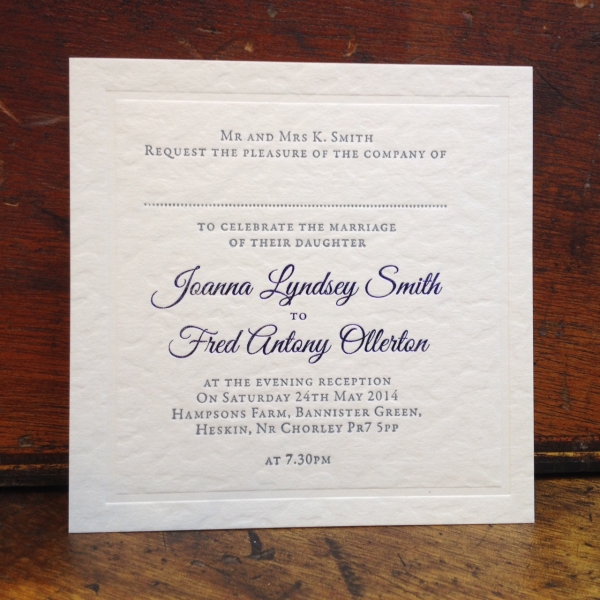 Mr and Mrs K. Smith
Request the pleasure of the company of
to celebrate the marriage
of their daughter
Joanna Lyndsey Smith
to
Fred Antony Ollerton
at the evening reception
On Saturday 24th May 2014
Hampsons Farm, Bannister Green,
Heskin, Nr Chorley Pr7 5pp
at 7.30pm